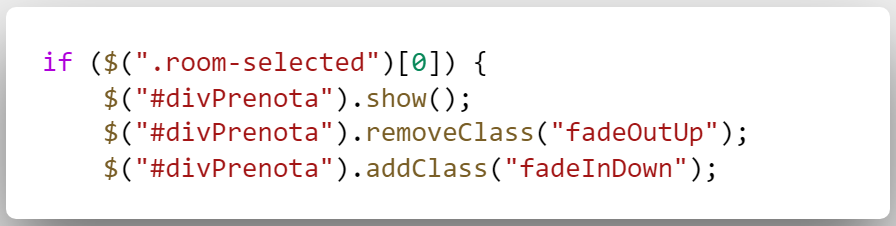 if ($(".room-selected")[0]) {
    $("#divPrenota").show();
    $("#divPrenota").removeClass("fadeOutUp");
    $("#divPrenota").addClass("fadeInDown");